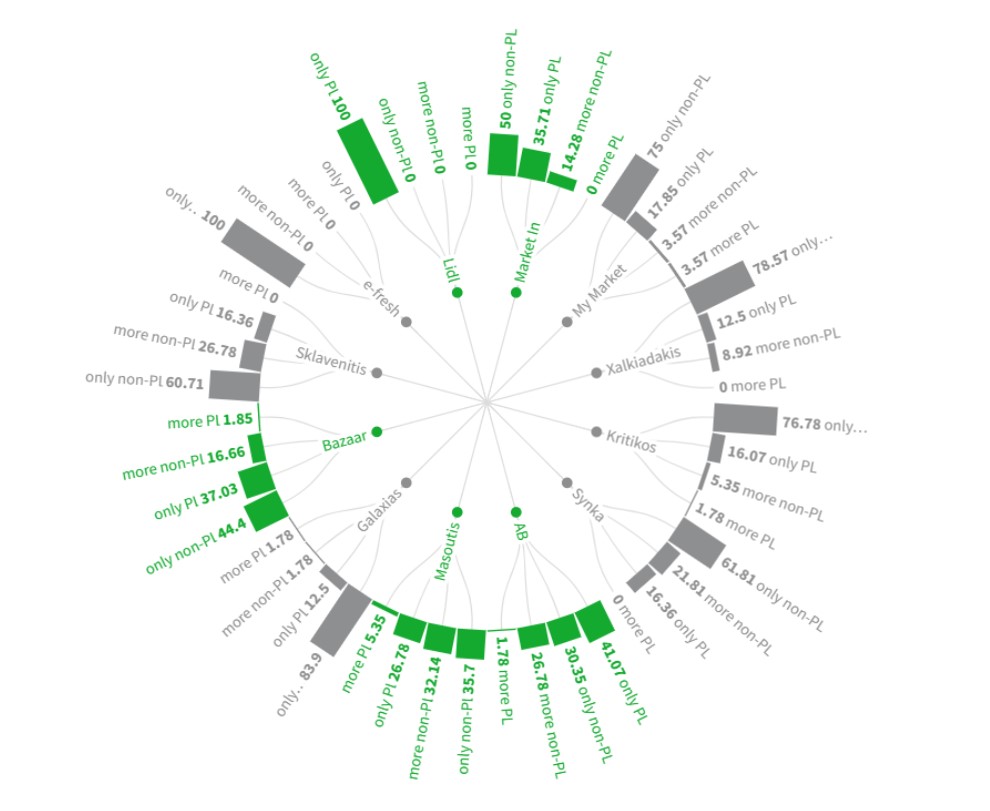 Market In
50 only non-PL
35.71 only PL
14.28 more non-PL
0 more PL
My Market
75 only non-PL
17.85 only PL
3.57 more non-PL
3.57 more PL
Xalkiadakis
78.57 only...
12.5 only PL
8.92 more non-PL
0 more PL
Kritikos
76.78 only...
16.07 only PL
5.35 more non-PL
1.78 more PL
Synka
61.81 only non-PL
21.81 more non-PL
16.36 only PL
0 more PL
AB
41.07 only PL
30.35 only non-PL
26.78 more non-PL
1.78 more PL
Masoutis
only non-Pl 35.7
more non-Pl 32.14
only Pl 26.78
more Pl 5.35
Galaxias
only.. 83.9
only Pl 12.5
more non-Pl 1.78
more Pl 1.78
Bazaar
only non-Pl 44.4
only Pl 37.03
more non-Pl 16.66
more Pl 1.85
Sklavenitis
only non-Pl 60.71
more non-Pl 26.78
only Pl 16.36
more Pl 0
e-fresh
only.. 100
more non-Pl 0
more Pl 0
only Pl 0
Lidl
only Pl 100
only non-Pl 0
more non-Pl 0
more Pl 0